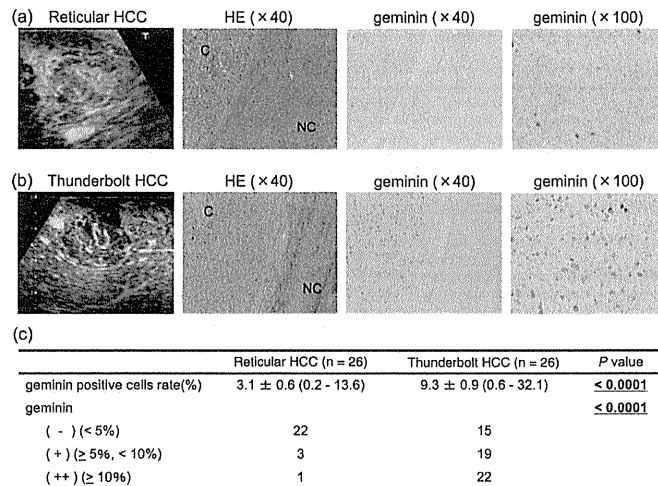 (a) Reticular HCC HE (×40) geminin (×40) geminin (×100)
T
C
NC
(b) Thunderbolt HCC HE (×40) geminin (×40) geminin (×100)
C
NC
(c)
Reticular HCC (n = 26) Thunderbolt HCC (n = 26) P value
geminin positive cells rate(%) 3.1 ± 0.6 (0.2 - 13.6) 9.3 ± 0.9 (0.6 - 32.1) < 0.0001
geminin < 0.0001
( - ) (< 5%) 22 15
( + ) (≥ 5%, < 10%) 3 19
( ++ ) (≥ 10%) 1 22